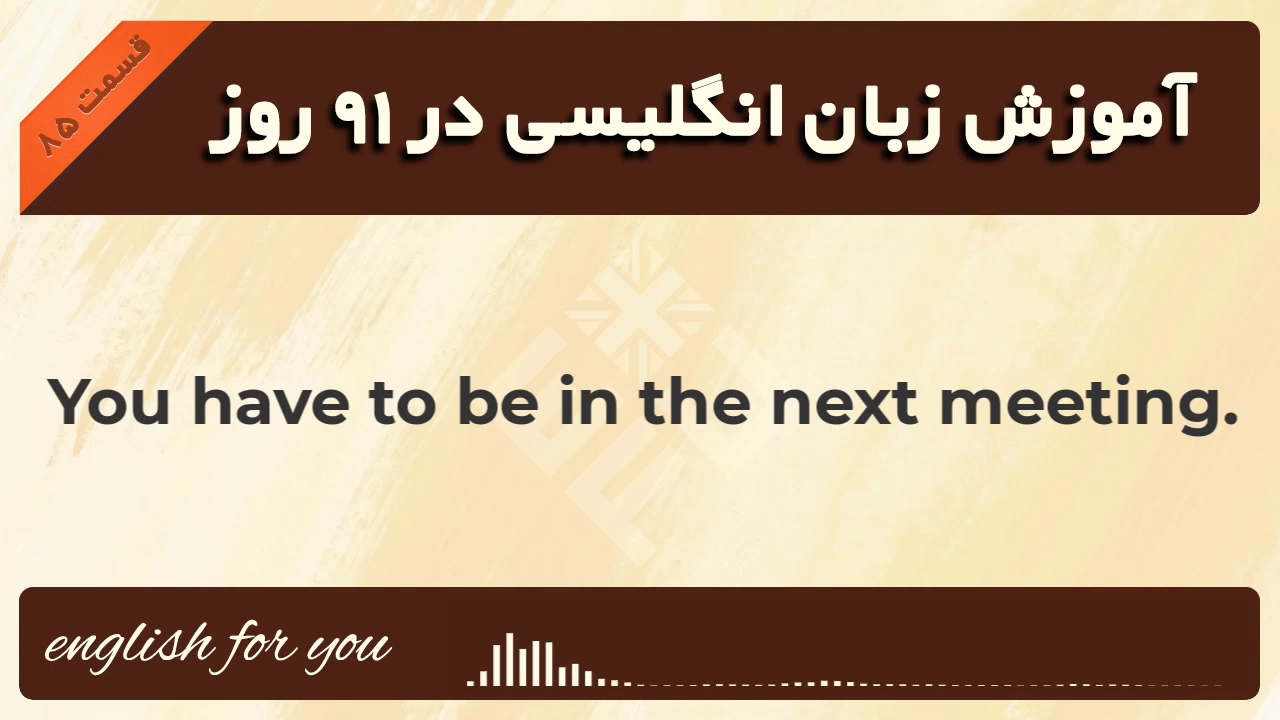 قسمت ۸۵
آموزش زبان انگلیسی در ۹۱ روز
You have to be in the next meeting.
english for you